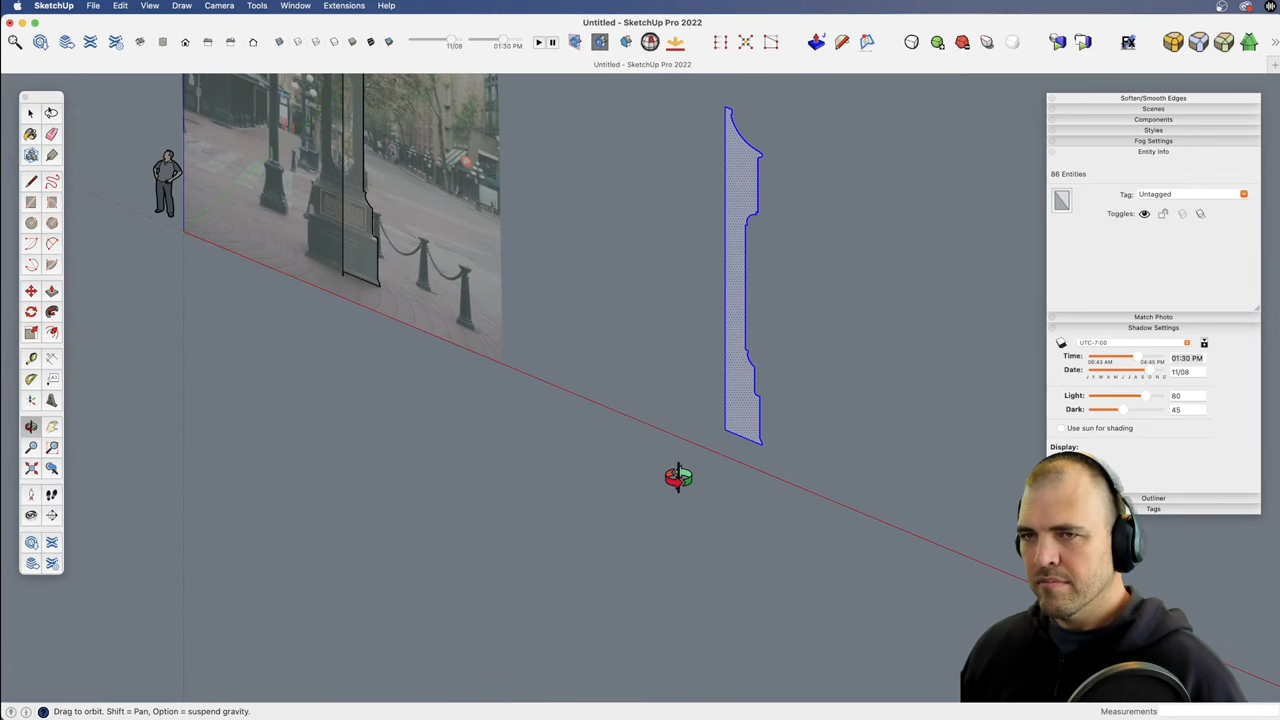 SketchUp File Edit View Draw Camera Tools Window Extensions Help
Untitled - SketchUp Pro 2022
11/08 01:30 PM
Untitled - SketchUp Pro 2022
Soften/Smooth Edges
Scenes
Components
Styles
Fog Settings
Entity Info
86 Entities
Tag: Untagged
Toggles:
Match Photo
Shadow Settings
UTC-7:00
Time: 01:30 PM
06:43 AM 04:45 PM
Date: 11/08
J F M A M J J A S O N D
Light: 80
Dark: 45
Use sun for shading
Display:
Outliner
Tags
Drag to orbit. Shift = Pan, Option = suspend gravity.
Measurements